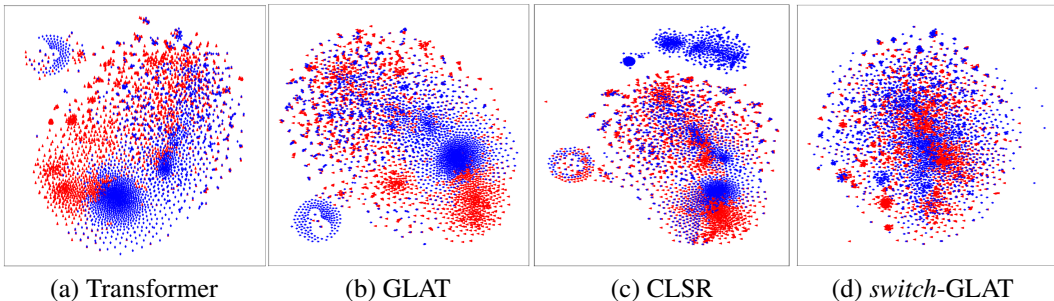 (a) Transformer
(b) GLAT
(c) CLSR
(d) switch-GLAT